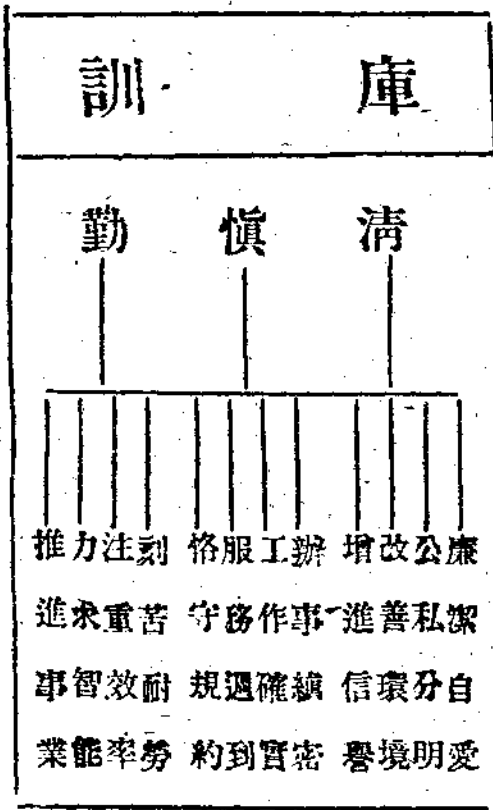 庫訓
清
廉潔自愛
公私分明
改善環境
增進信譽
慎
辦事縝密
工作確實
服務週到
恪守規約
勤
刻苦耐勞
注重效率
力求智能
推進事業